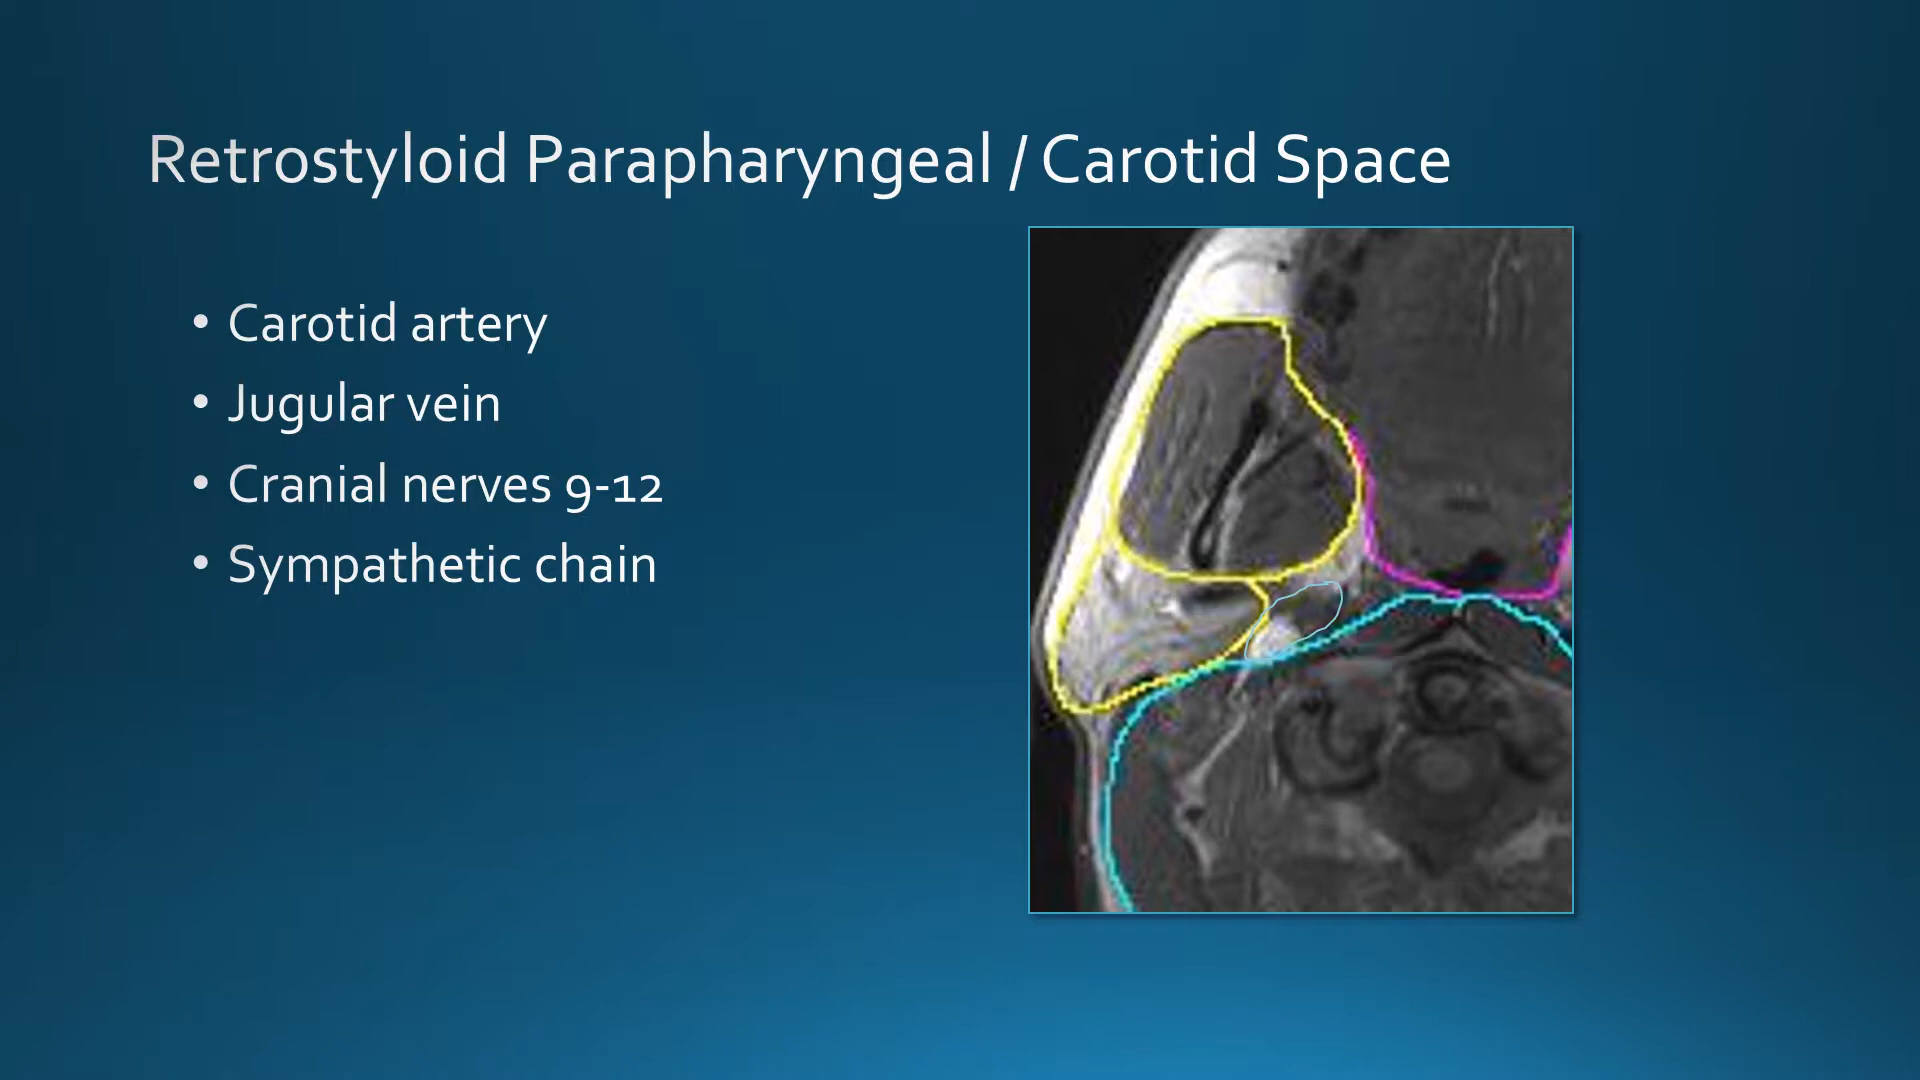 Retrostyloid Parapharyngeal / Carotid Space
• Carotid artery
• Jugular vein
• Cranial nerves 9-12
• Sympathetic chain